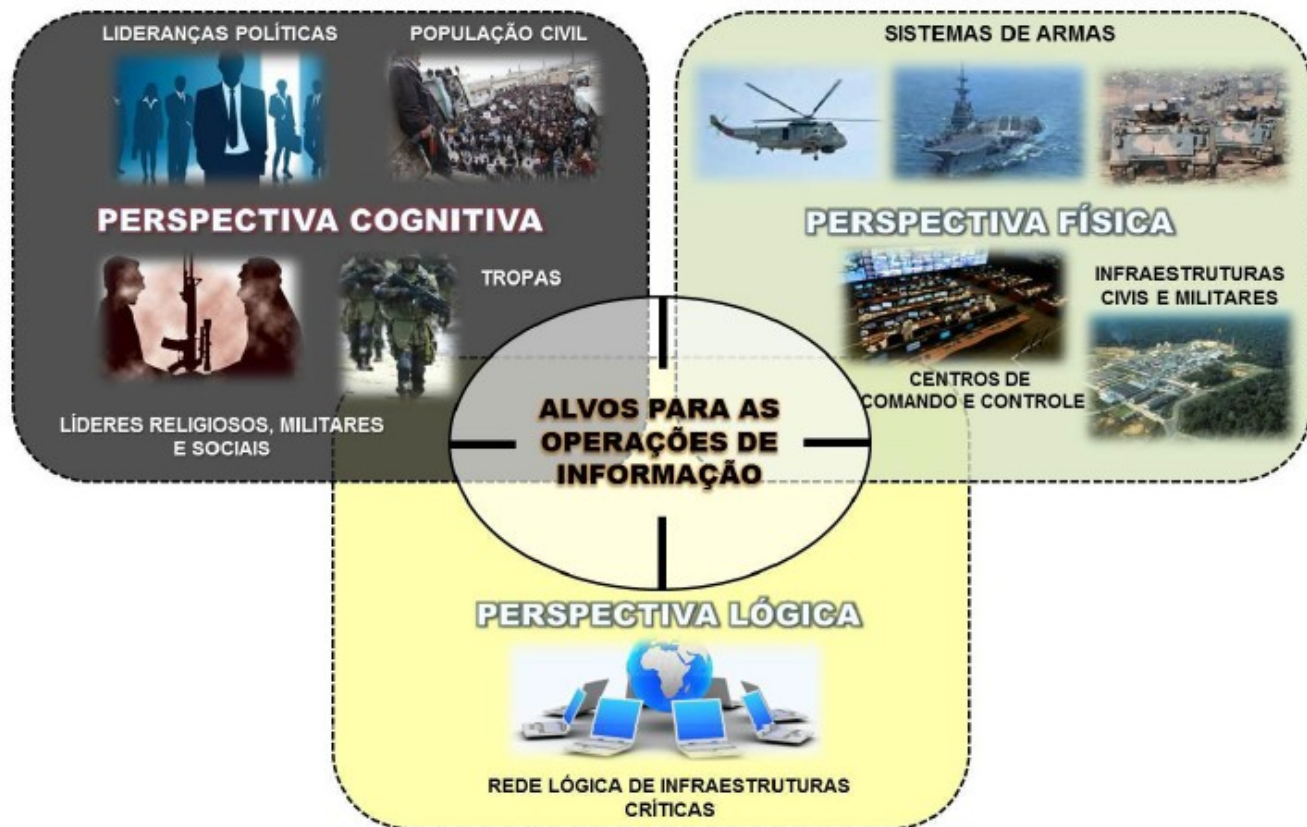 LIDERANÇAS POLÍTICAS
POPULAÇÃO CIVIL
PERSPECTIVA COGNITIVA
TROPAS
LÍDERES RELIGIOSOS, MILITARES
E SOCIAIS
SISTEMAS DE ARMAS
PERSPECTIVA FÍSICA
INFRAESTRUTURAS
CIVIS E MILITARES
CENTROS DE
COMANDO E CONTROLE
ALVOS PARA AS
OPERAÇÕES DE
INFORMAÇÃO
PERSPECTIVA LÓGICA
REDE LÓGICA DE INFRAESTRUTURAS
CRÍTICAS